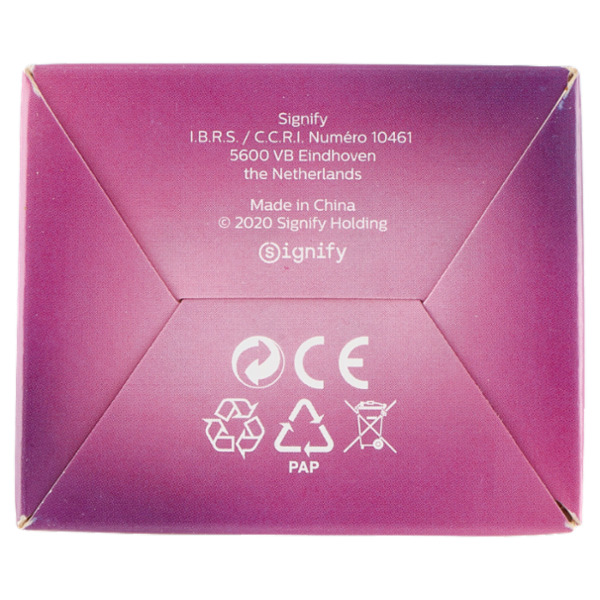 Signify
I.B.R.S. / C.C.R.I. Numéro 10461
5600 VB Eindhoven
the Netherlands
Made in China
© 2020 Signify Holding
Signify
CE
PAP